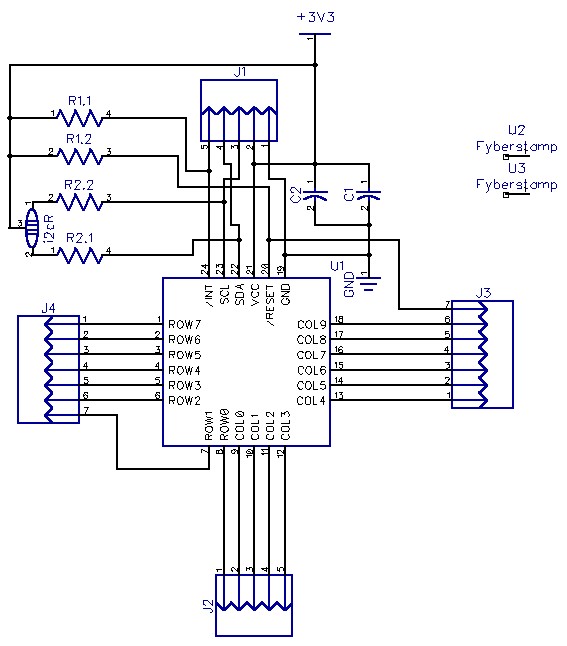 +3V3
1
J1
R1.1
1 4
R1.2
2 3
R2.2
2 3
R2.1
1 4
1
3
2
i2cR
5 4 3 2 1
C2
1
2
C1
1
2
U2
Fyberstamp
U3
Fyberstamp
1
GND
U1
24 23 22 21 20 19
/INT SCL SDA VCC /RESET GND
J4
1 1 ROW7
2 2 ROW6
3 3 ROW5
4 4 ROW4
5 5 ROW3
6 6 ROW2
7
COL9 18 6
COL8 17 5
COL7 16 4
COL6 15 3
COL5 14 2
COL4 13 1
J3
7
ROW1 ROW0 COL0 COL1 COL2 COL3
7 8 9 10 11 12
1 2 3 4 5
J2